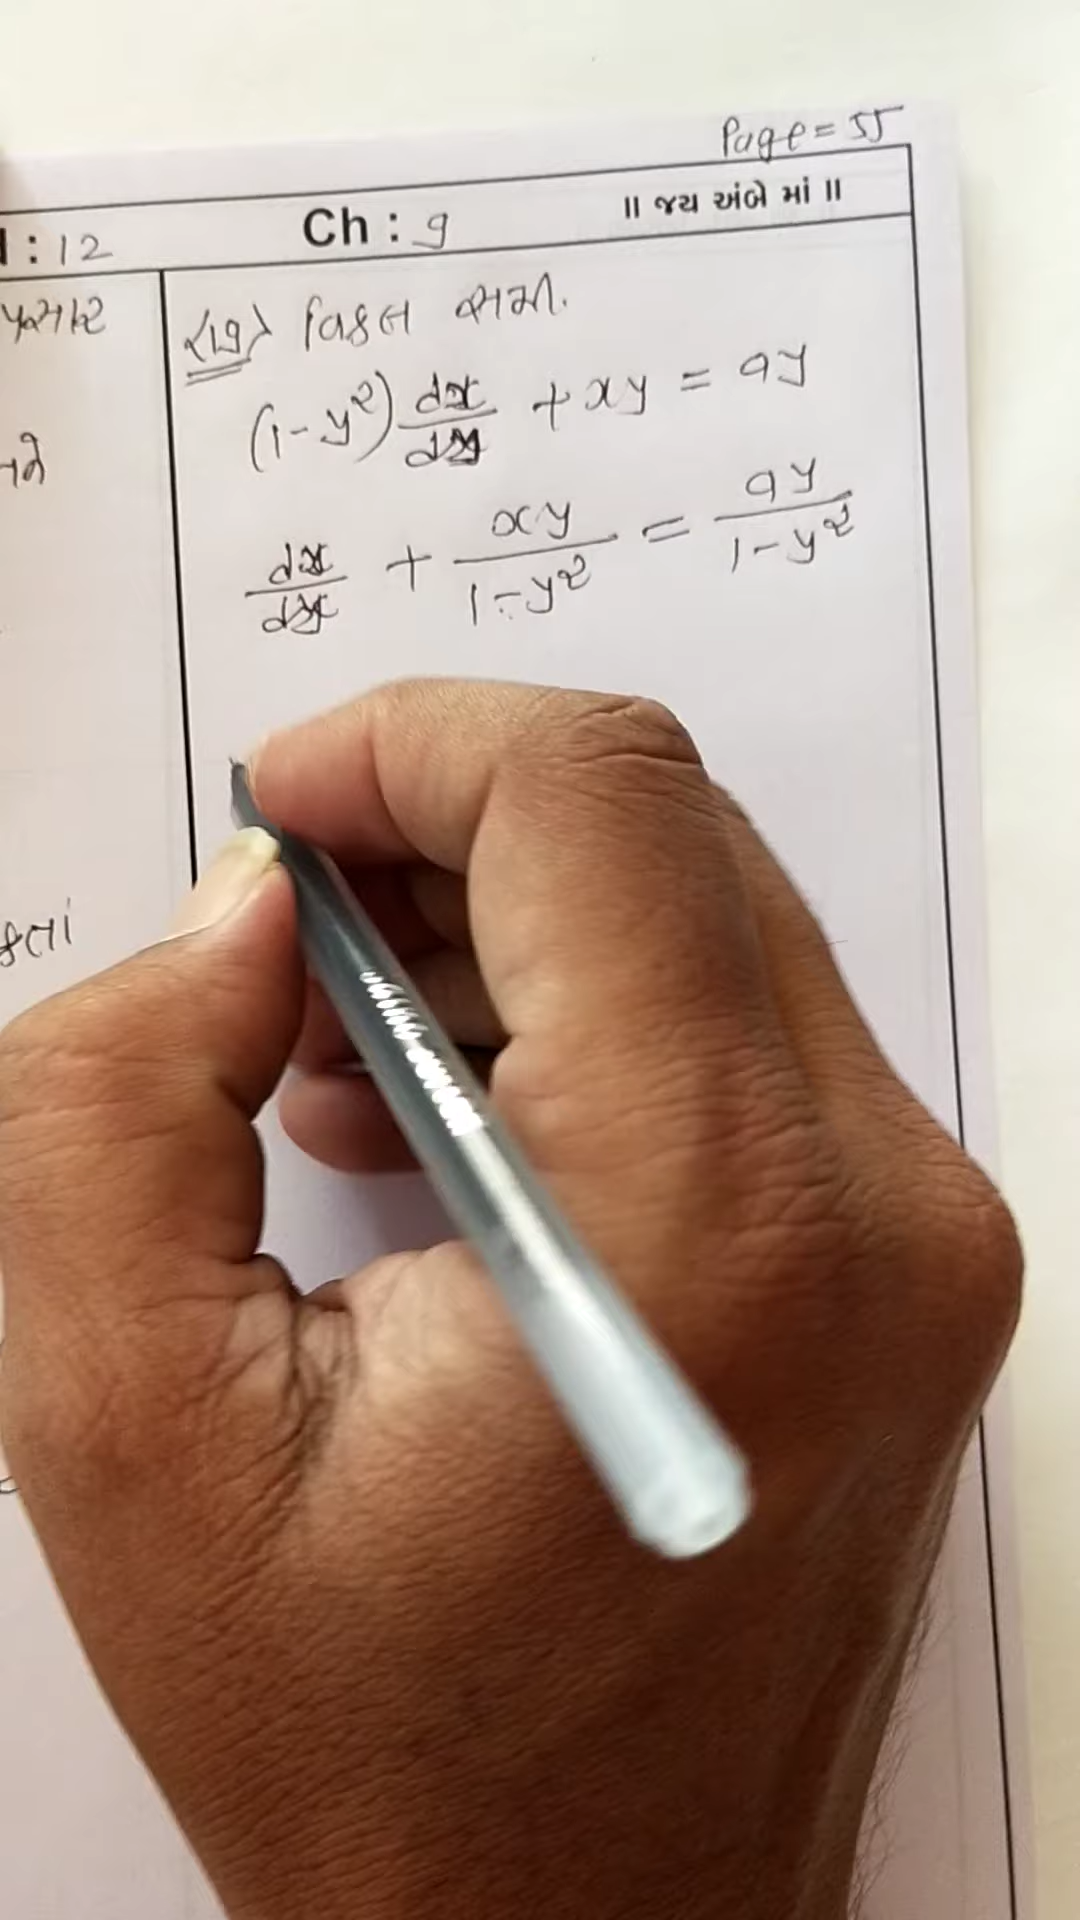 Page = 55
: 12
Ch : 9
॥ જય અંબે માં ॥
વિકલ સમી.
(1-y²) dx/dy + xy = ay
dx/dy + xy/1-y² = ay/1-y²